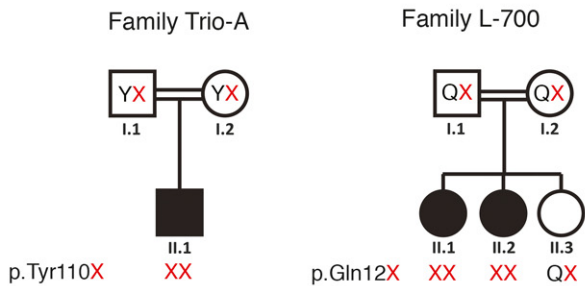 Family Trio-A
Family L-700
YX
YX
QX
QX
I.1
I.2
I.1
I.2
II.1
II.1
II.2
II.3
p.Tyr110X
XX
p.Gln12X
XX
XX
QX